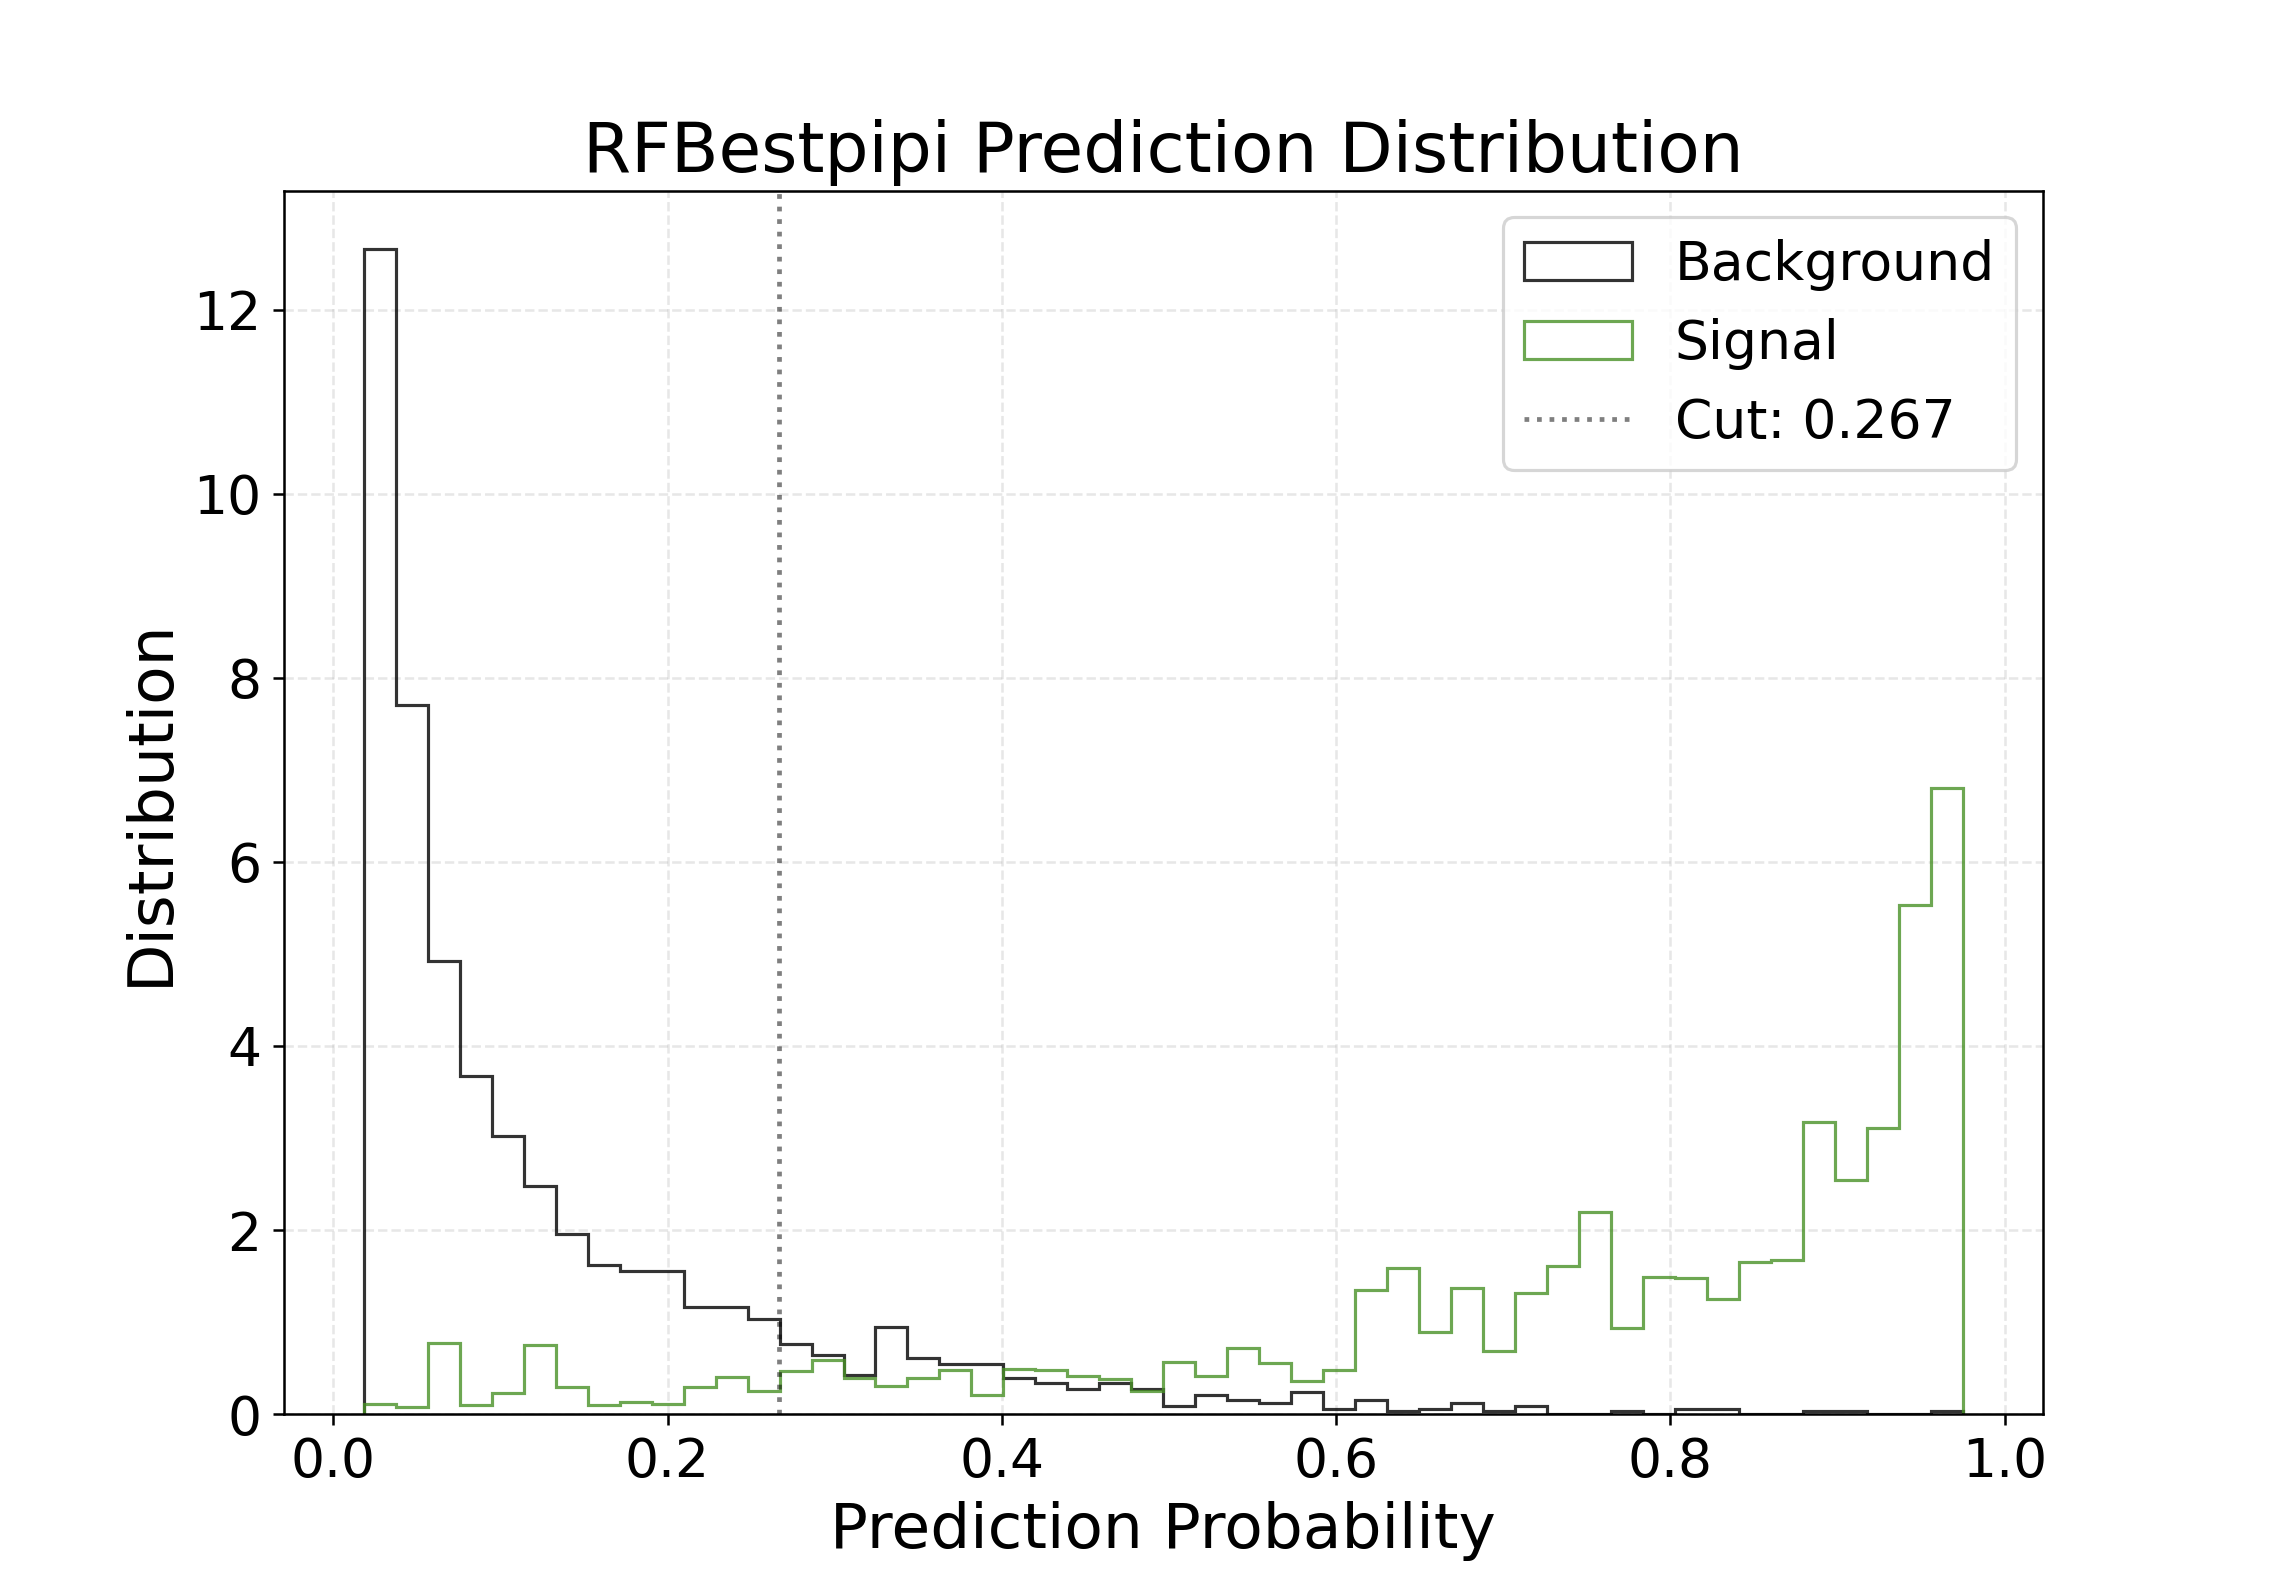 RFBestpipi Prediction Distribution
Background
Signal
Cut: 0.267
Distribution
12
10
8
6
4
2
0
0.0 0.2 0.4 0.6 0.8 1.0
Prediction Probability